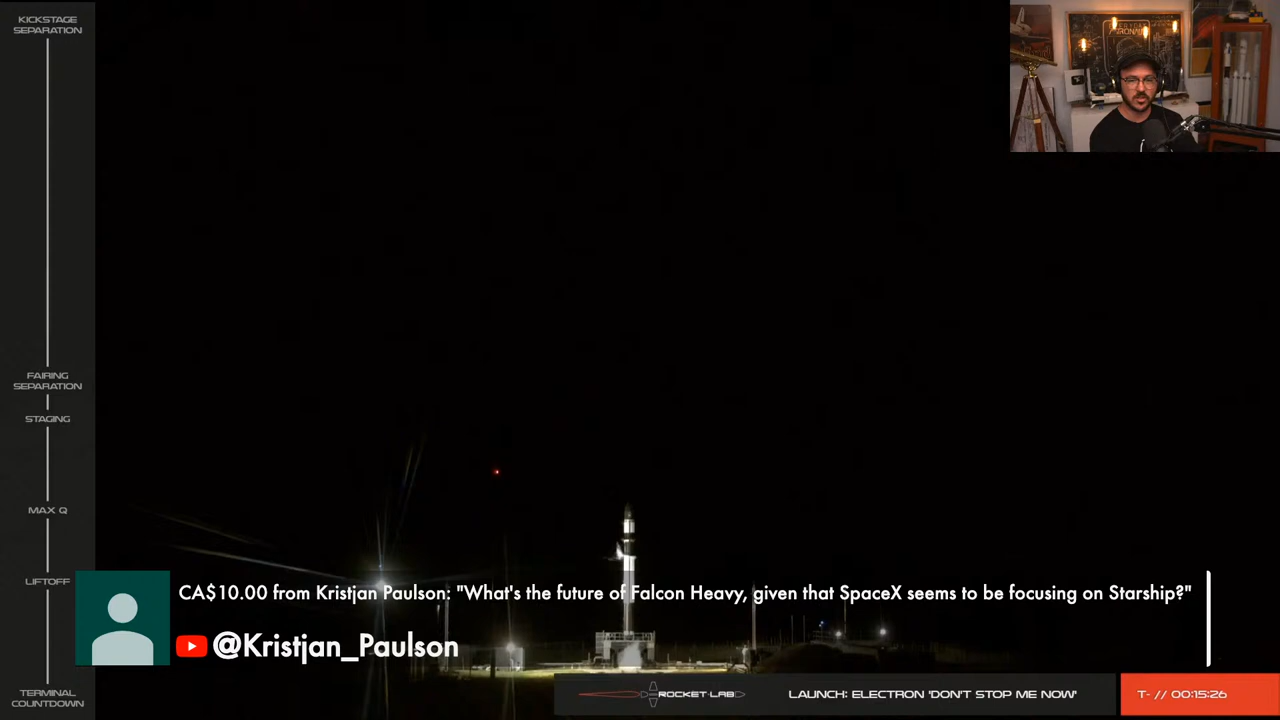 KICKSTAGE
SEPARATION
FAIRING
SEPARATION
STAGING
MAX Q
LIFTOFF
CA$10.00 from Kristjan Paulson: "What's the future of Falcon Heavy, given that SpaceX seems to be focusing on Starship?"
@Kristjan_Paulson
TERMINAL
COUNTDOWN
ROCKET LAB
LAUNCH: ELECTRON 'DON'T STOP ME NOW'
T- // 00:15:26